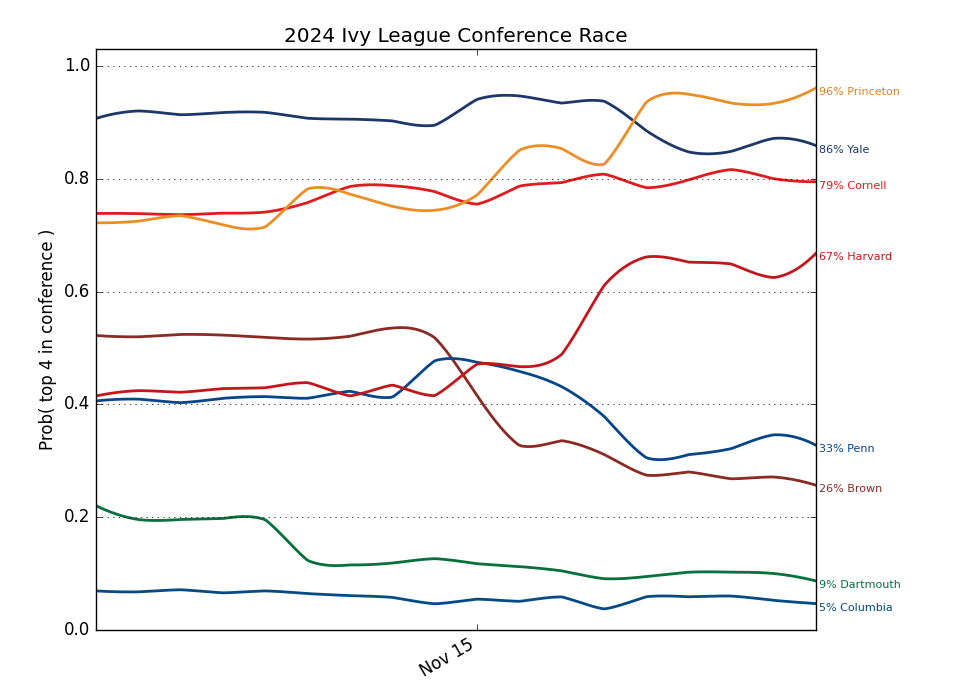 2024 Ivy League Conference Race
1.0
0.8
0.6
0.4
0.2
0.0
Prob( top 4 in conference )
Nov 15
96% Princeton
86% Yale
79% Cornell
67% Harvard
33% Penn
26% Brown
9% Dartmouth
5% Columbia